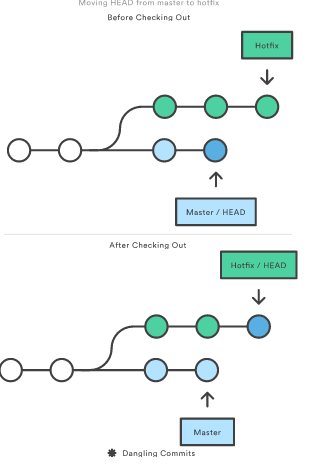 Moving HEAD from master to hotfix
Before Checking Out
Hotfix
Master / HEAD
After Checking Out
Hotfix / HEAD
Master
Dangling Commits